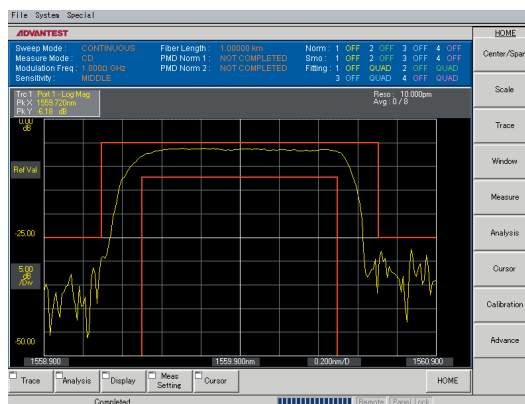 File System Special
ADVANTEST
HOME
Sweep Mode : CONTINUOUS Fiber Length : 1.00000 km Norm : 1 OFF 2 OFF 3 OFF 4 OFF
Measure Mode : CD PMD Norm 1 : NOT COMPLETED Smo : 1 OFF 2 OFF 3 OFF 4 OFF
Modulation Freq : 1.000G GHz PMD Norm 2 : NOT COMPLETED Fitting : 1 OFF QUAD 2 OFF QUAD
Sensitivity : MIDDLE 3 OFF QUAD 4 OFF QUAD
Trc 1 Port 1 - Log Mag
Pk X 1559.720nm
Pk Y -6.18 dB
Reso : 10.000pm
Avg : 0 / 8
0.00
dB
Ref Val
-25.00
5.00
dB
/Div
-50.00
1558.900 1559.900nm 0.200nm/D 1560.900
Center/Span
Scale
Trace
Window
Measure
Analysis
Cursor
Calibration
Advance
Trace Analysis Display Meas Setting Cursor HOME
Completed Remote Panel Lock